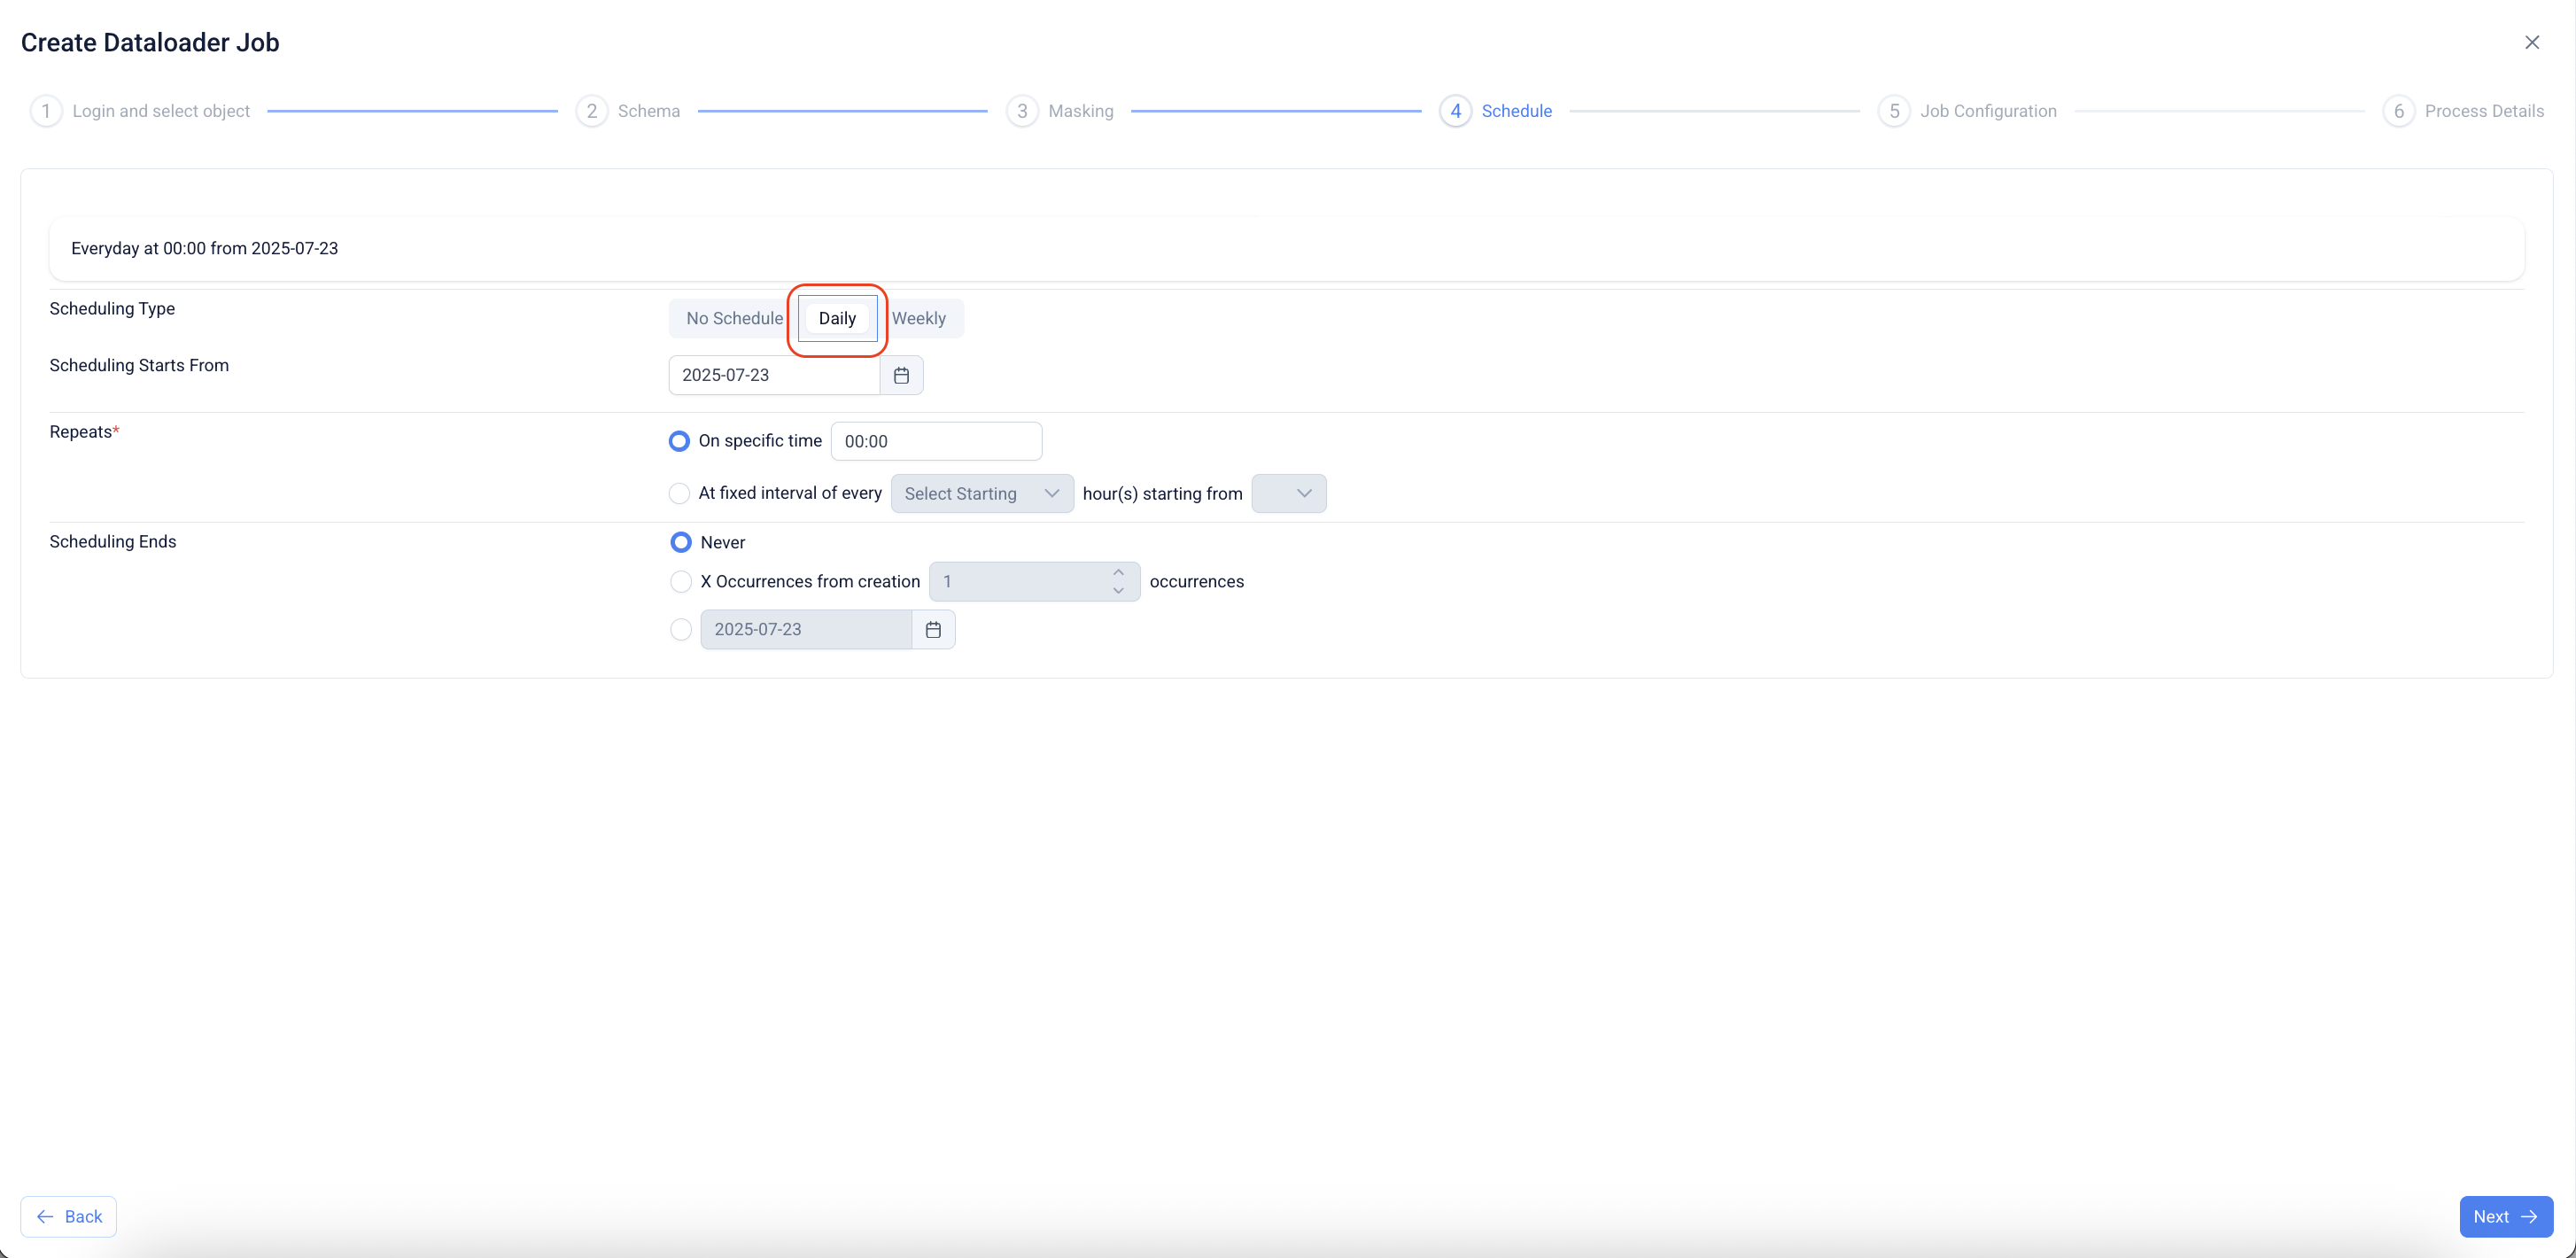 Create Dataloader Job
1 Login and select object 2 Schema 3 Masking 4 Schedule 5 Job Configuration 6 Process Details
Everyday at 00:00 from 2025-07-23
Scheduling Type No Schedule Daily Weekly
Scheduling Starts From 2025-07-23
Repeats* On specific time 00:00
At fixed interval of every Select Starting hour(s) starting from
Scheduling Ends Never
X Occurrences from creation 1 occurrences
2025-07-23
Back Next